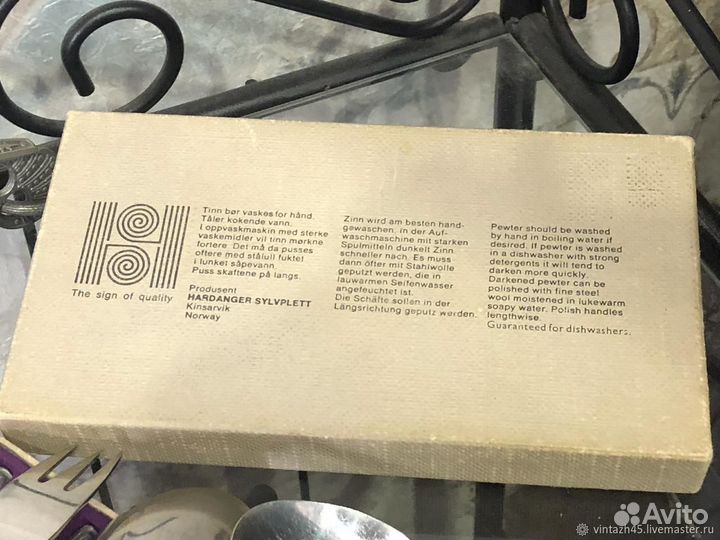 The sign of quality
Tinn bør vaskes for hånd.
Tåler kokende vann.
I oppvaskmaskin med sterke
vaskemidler vil tinn mørkne
fortere. Det må da pusses
oftere med stålull fuktet
i lunket såpevann.
Puss skaftene på langs.
Produsent
HARDANGER SYLVPLETT
Kinsarvik
Norway
Zinn wird am besten hand-
gewaschen, in der Auf-
waschmaschine mit starken
Spulmitteln dunkelt Zinn
schneller nach. Es muss
dann öfter mit Stahlwolle
geputzt werden, die in
lauwarmen Seifenwasser
angefeuchtet ist.
Die Schäfte sollen in der
Längsrichtung geputz werden.
Pewter should be washed
by hand in boiling water if
desired. If pewter is washed
in a dishwasher with strong
detergents it will tend to
darken more quickly.
Darkened pewter can be
polished with fine steel
wool moistened in lukewarm
soapy water. Polish handles
lengthwise.
Guaranteed for dishwashers.
Avito
vintazh45.livemaster.ru